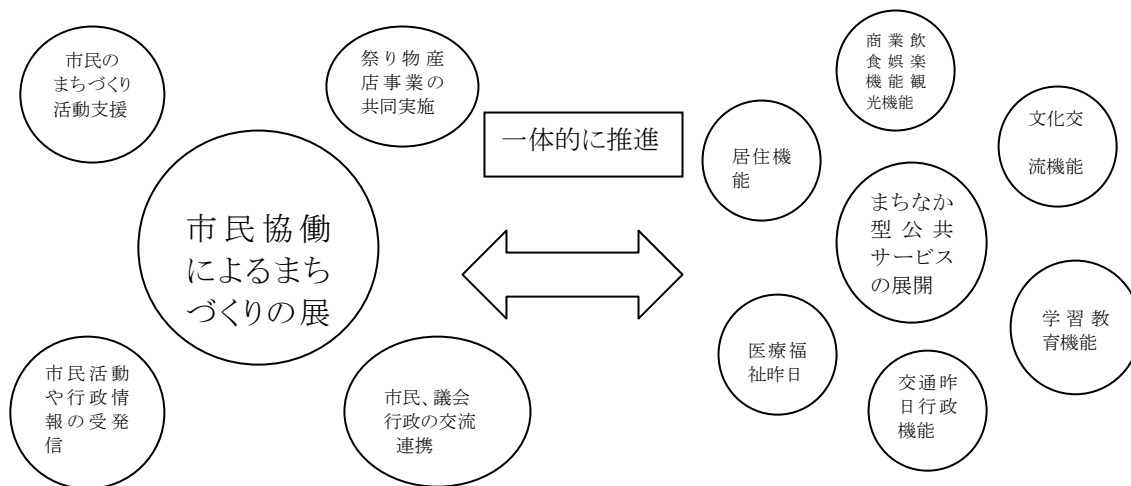 市民の
まちづくり
活動支援
祭り物産
店事業の
共同実施
市民協働
によるまち
づくりの展
市民活動
や行政情
報の受発
信
市民、議会
行政の交流
連携
一体的に推進
商業飲
食娯楽
機能観
光機能
居住機
能
文化交
流機能
まちなか
型公共
サービス
の展開
医療福
祉昨日
交通昨
日行政
機能
学習教
育機能